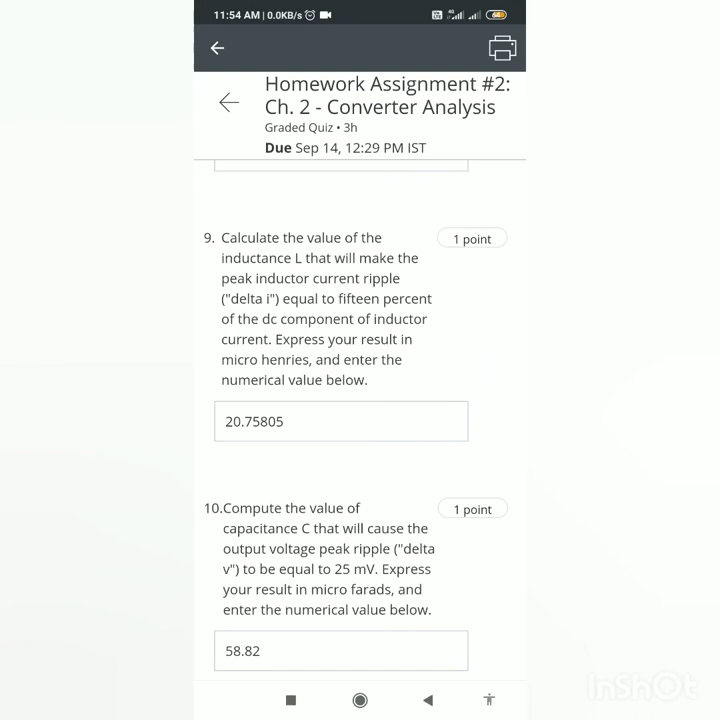 11:54 AM | 0.0KB/s
64
Homework Assignment #2:
Ch. 2 - Converter Analysis
Graded Quiz • 3h
Due Sep 14, 12:29 PM IST
9. Calculate the value of the 1 point
inductance L that will make the
peak inductor current ripple
("delta i") equal to fifteen percent
of the dc component of inductor
current. Express your result in
micro henries, and enter the
numerical value below.
20.75805
10.Compute the value of 1 point
capacitance C that will cause the
output voltage peak ripple ("delta
v") to be equal to 25 mV. Express
your result in micro farads, and
enter the numerical value below.
58.82
InShOt